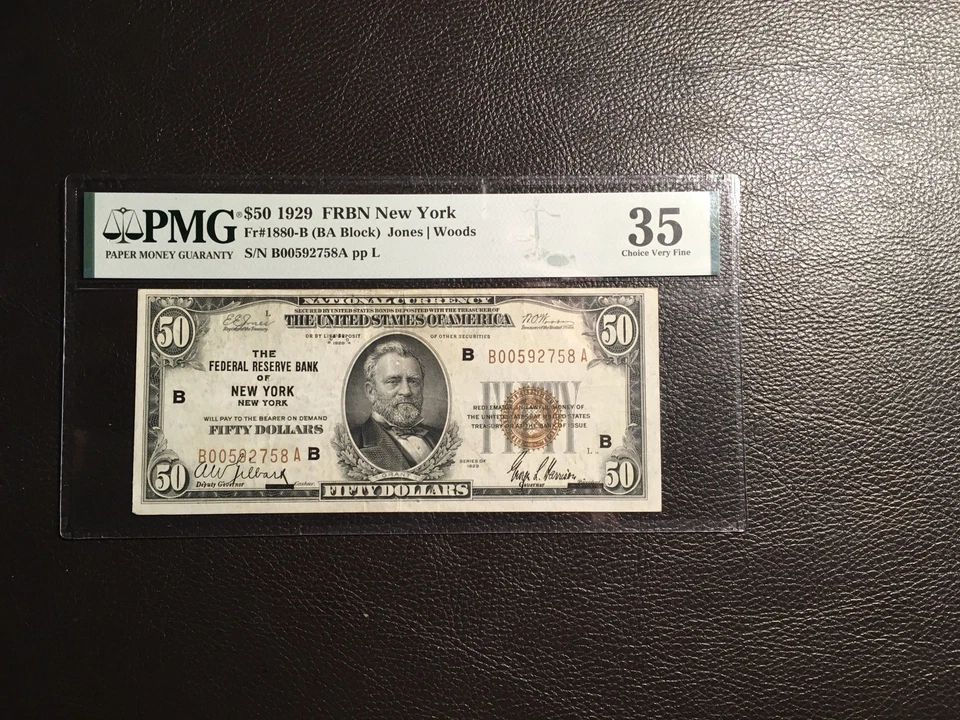 PMG®
PAPER MONEY GUARANTY
$50 1929 FRBN New York
Fr#1880-B (BA Block) Jones | Woods
S/N B00592758A pp L
35
Choice Very Fine
NATIONAL CURRENCY
SECURED BY UNITED STATES BONDS DEPOSITED WITH THE TREASURER OF
THE UNITED STATES OF AMERICA
OR BY LIKE DEPOSIT OF OTHER SECURITIES
50
50
L
THE
FEDERAL RESERVE BANK
OF
NEW YORK
NEW YORK
B
WILL PAY TO THE BEARER ON DEMAND
FIFTY DOLLARS
B00592758A B
Deputy Governor
Cashier
50
GRANT
FIFTY DOLLARS
B B00592758A
FIFTY
REDEEMABLE IN LAWFUL MONEY OF
THE UNITED STATES AT UNITED STATES
TREASURY OR AT THE BANK OF ISSUE
B
L
SERIES OF
1929
George L. Harrison
Governor
50